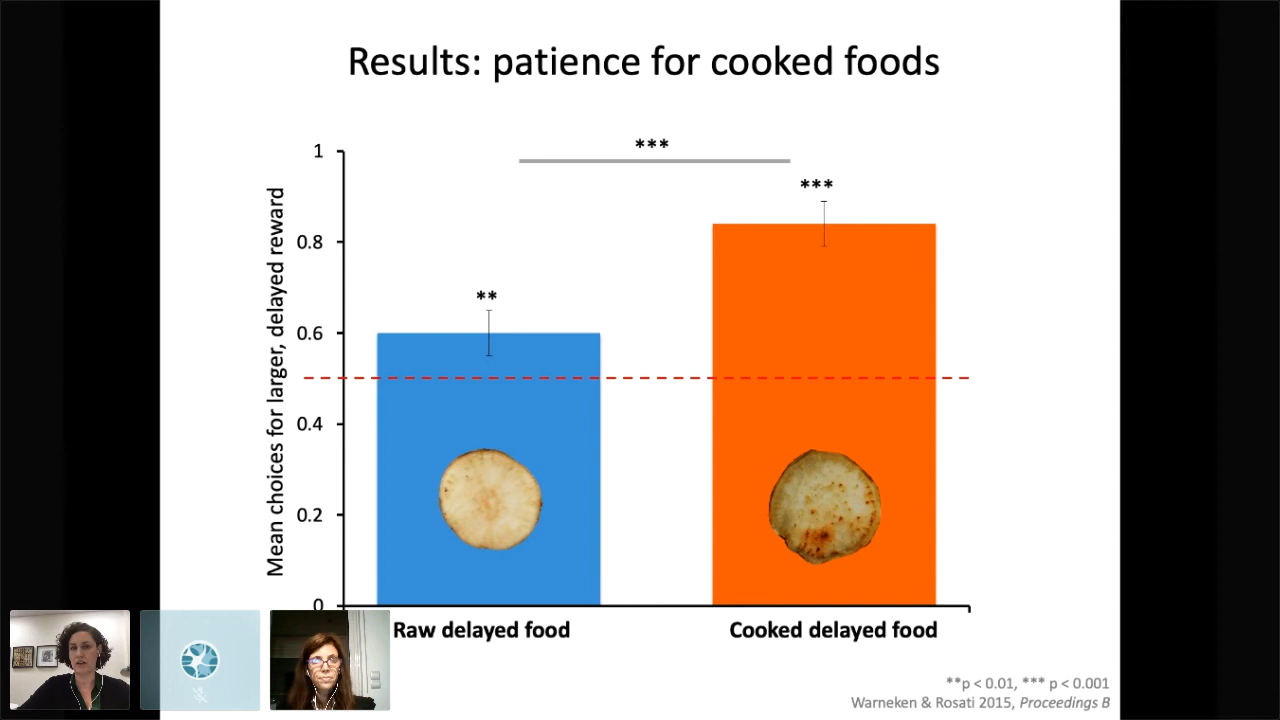 Results: patience for cooked foods
***
***
**
Mean choices for larger, delayed reward
1
0.8
0.6
0.4
0.2
0
Raw delayed food
Cooked delayed food
**p < 0.01, *** p < 0.001
Warneken & Rosati 2015, Proceedings B